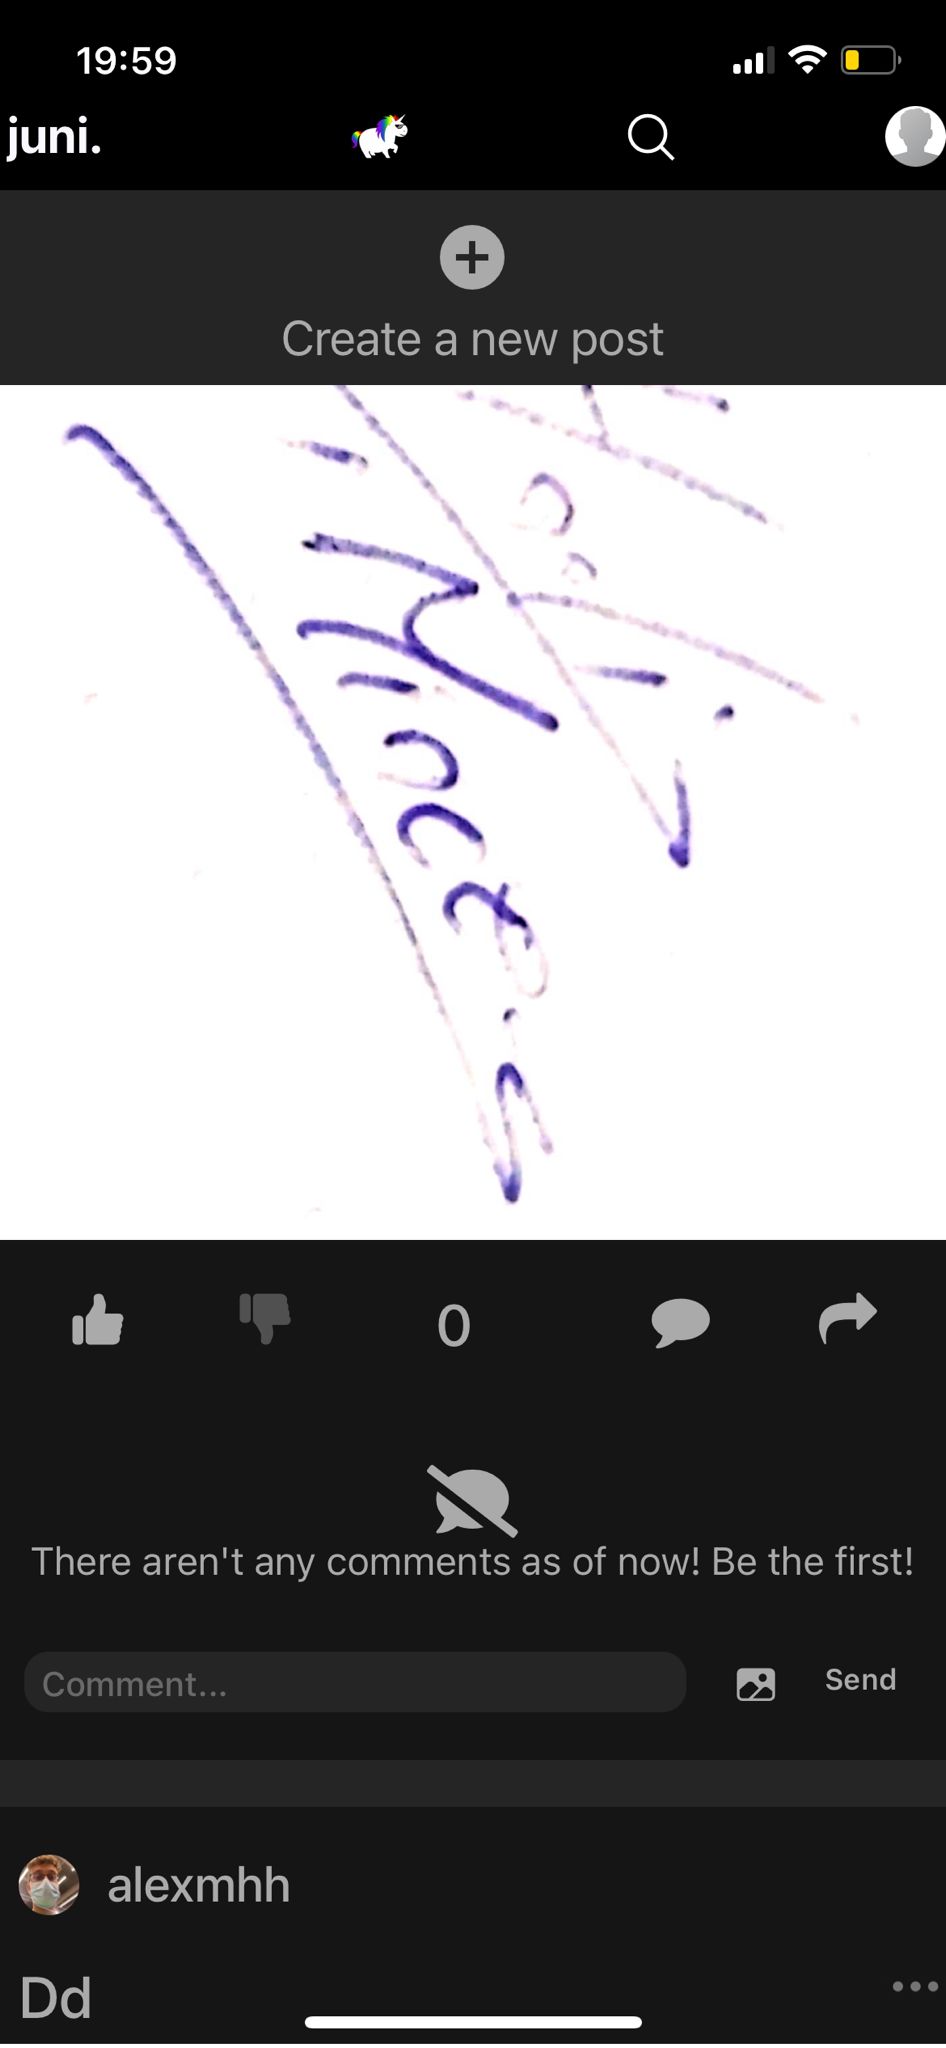 19:59
juni.
Create a new post
0
There aren't any comments as of now! Be the first!
Comment...
Send
alexmhh
Dd